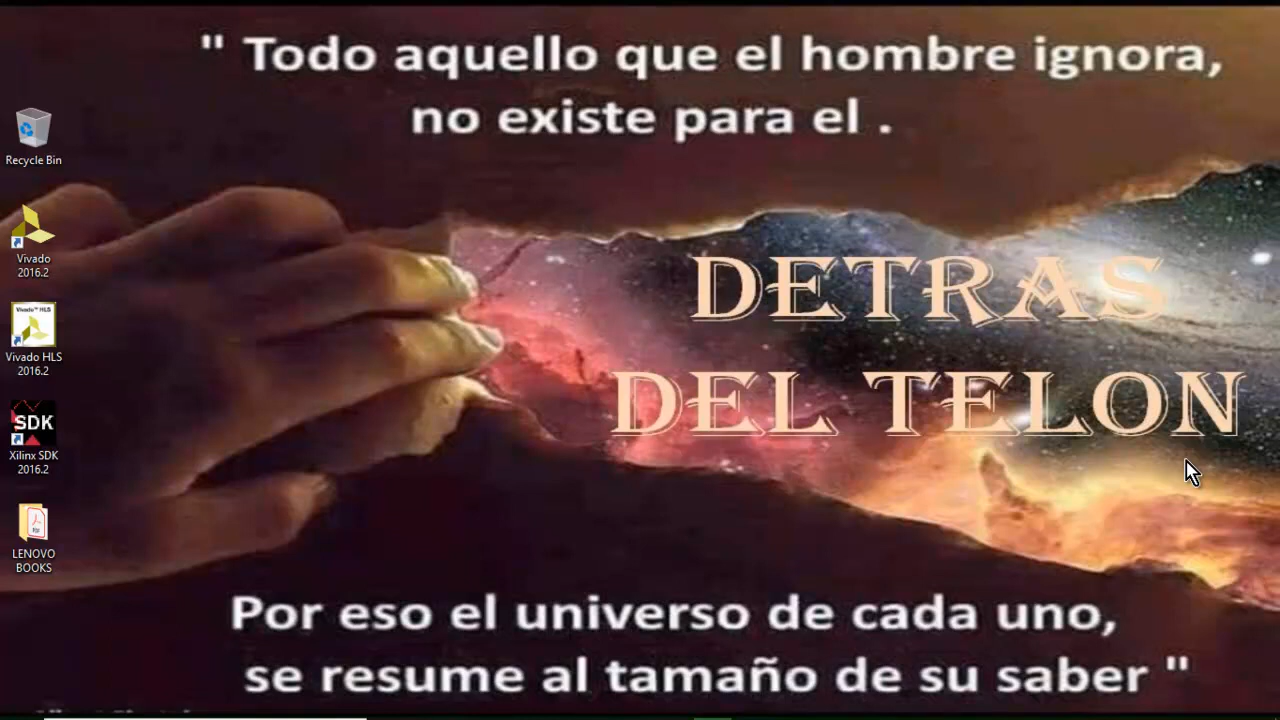 " Todo aquello que el hombre ignora,
no existe para el .
DETRAS
DEL TELON
Por eso el universo de cada uno,
se resume al tamaño de su saber "
Recycle Bin
Vivado
2016.2
Vivado HLS
2016.2
SDK
Xilinx SDK
2016.2
LENOVO
BOOKS